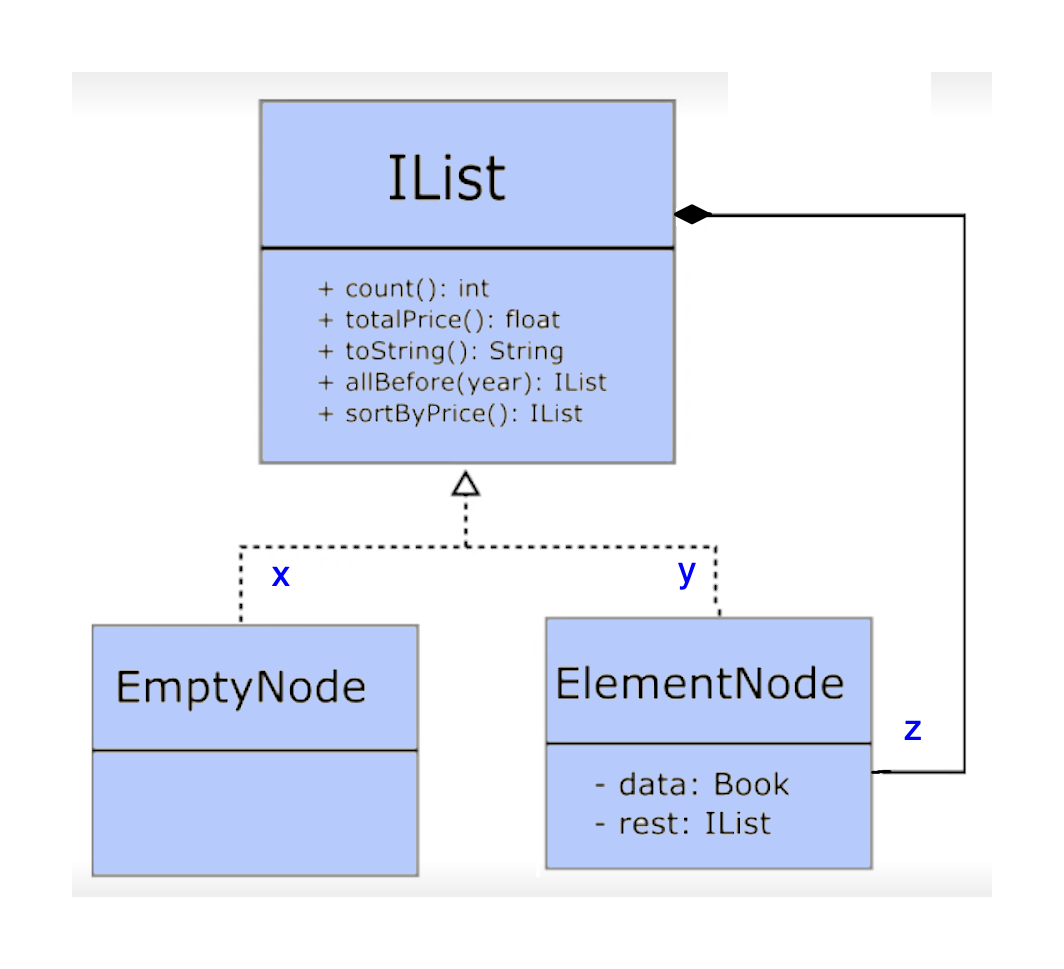 IList
+ count(): int
+ totalPrice(): float
+ toString(): String
+ allBefore(year): IList
+ sortByPrice(): IList
x
y
EmptyNode
ElementNode
z
- data: Book
- rest: IList